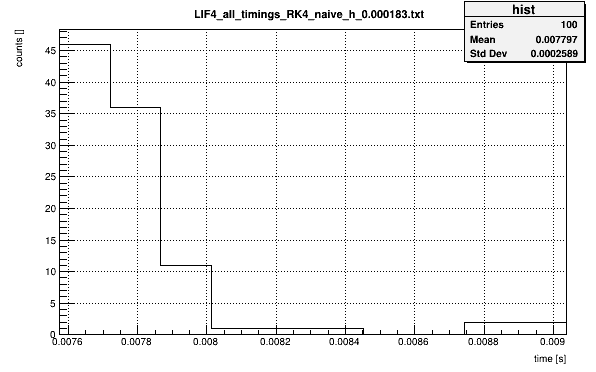 LIF4_all_timings_RK4_naive_h_0.000183.txt
hist
Entries 100
Mean 0.007797
Std Dev 0.0002589
counts []
45
40
35
30
25
20
15
10
5
0
0.0076 0.0078 0.008 0.0082 0.0084 0.0086 0.0088 0.009
time [s]